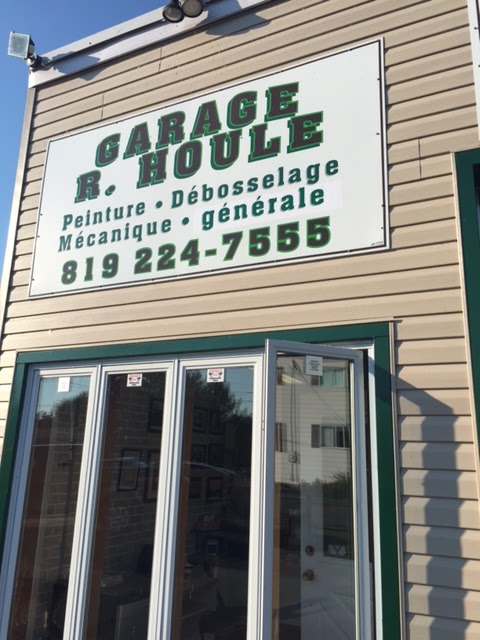 GARAGE
R. HOULE
Peinture • Débosselage
Mécanique • générale
819 224-7555